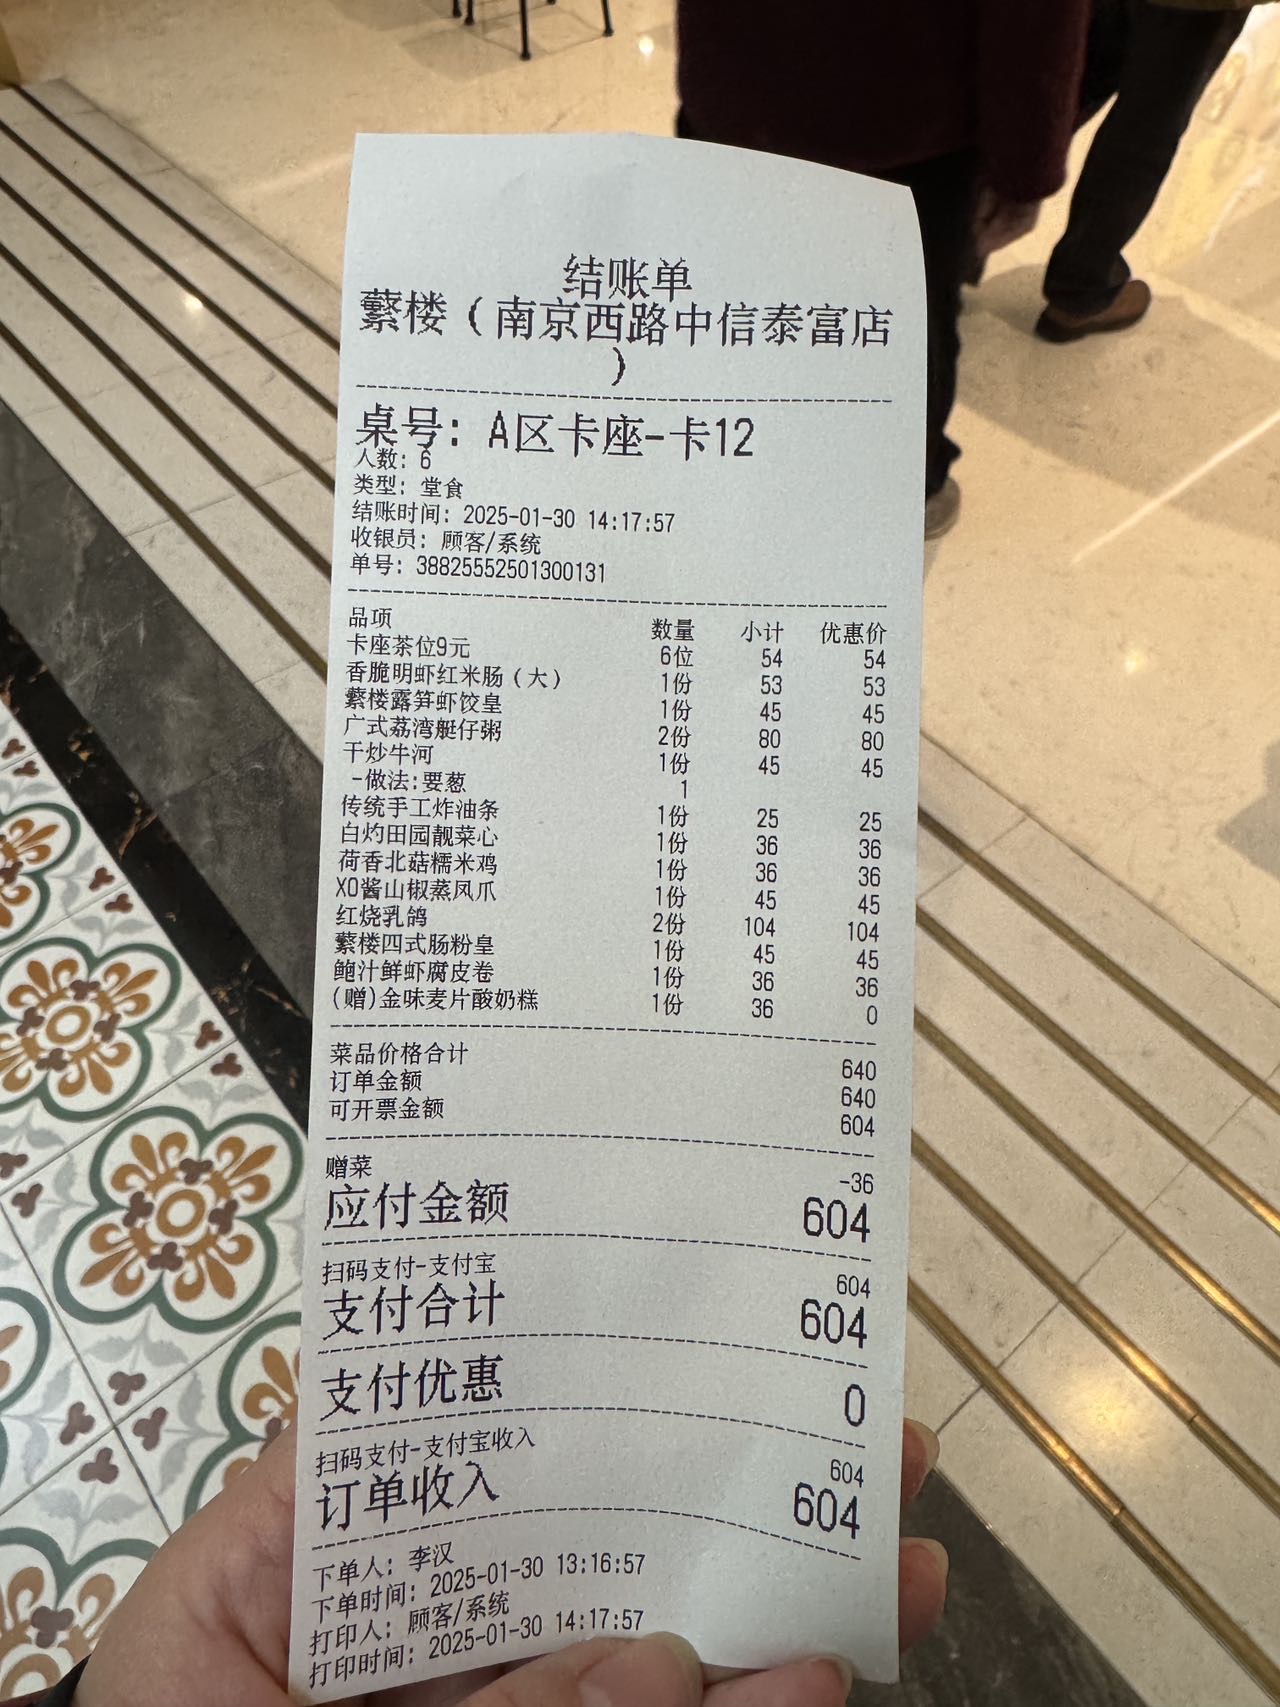 结账单
蘩楼（南京西路中信泰富店
）
桌号：A区卡座-卡12
人数：6
类型：堂食
结账时间：2025-01-30 14:17:57
收银员：顾客/系统
单号：38825552501300131
品项 数量 小计 优惠价
卡座茶位9元 6位 54 54
香脆明虾红米肠（大） 1份 53 53
蘩楼露笋虾饺皇 1份 45 45
广式荔湾艇仔粥 2份 80 80
干炒牛河 1份 45 45
-做法:要葱 1
传统手工炸油条 1份 25 25
白灼田园靓菜心 1份 36 36
荷香北菇糯米鸡 1份 36 36
XO酱山椒蒸凤爪 1份 45 45
红烧乳鸽 2份 104 104
蘩楼四式肠粉皇 1份 45 45
鲍汁鲜虾腐皮卷 1份 36 36
(赠)金味麦片酸奶糕 1份 36 0
菜品价格合计 640
订单金额 640
可开票金额 604
赠菜 -36
应付金额 604
扫码支付-支付宝 604
支付合计 604
支付优惠 0
扫码支付-支付宝收入 604
订单收入 604
下单人：李汉
下单时间：2025-01-30 13:16:57
打印人：顾客/系统
打印时间：2025-01-30 14:17:57